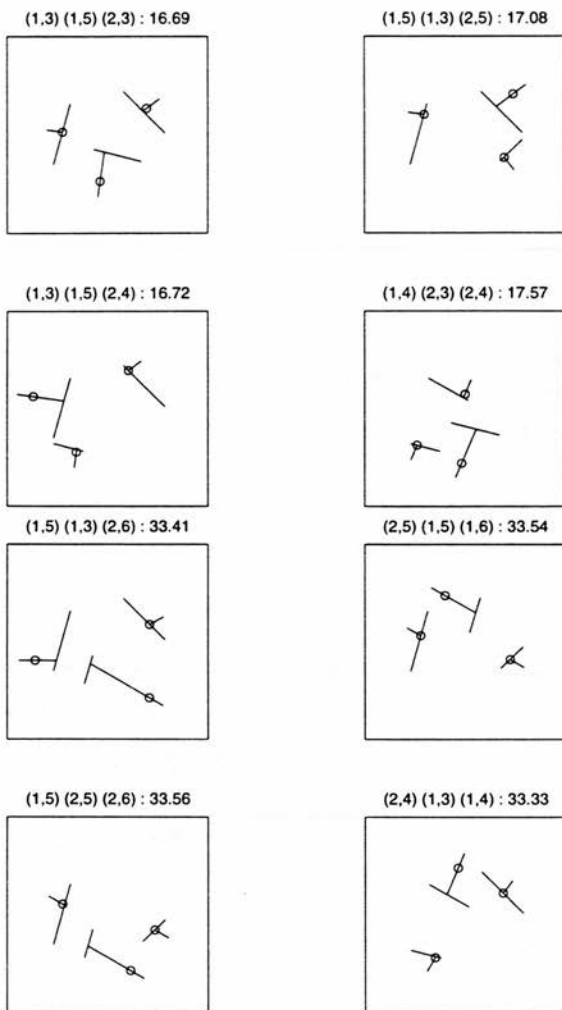 (1,3) (1,5) (2,3) : 16.69
(1,5) (1,3) (2,5) : 17.08
(1,3) (1,5) (2,4) : 16.72
(1,4) (2,3) (2,4) : 17.57
(1,5) (1,3) (2,6) : 33.41
(2,5) (1,5) (1,6) : 33.54
(1,5) (2,5) (2,6) : 33.56
(2,4) (1,3) (1,4) : 33.33